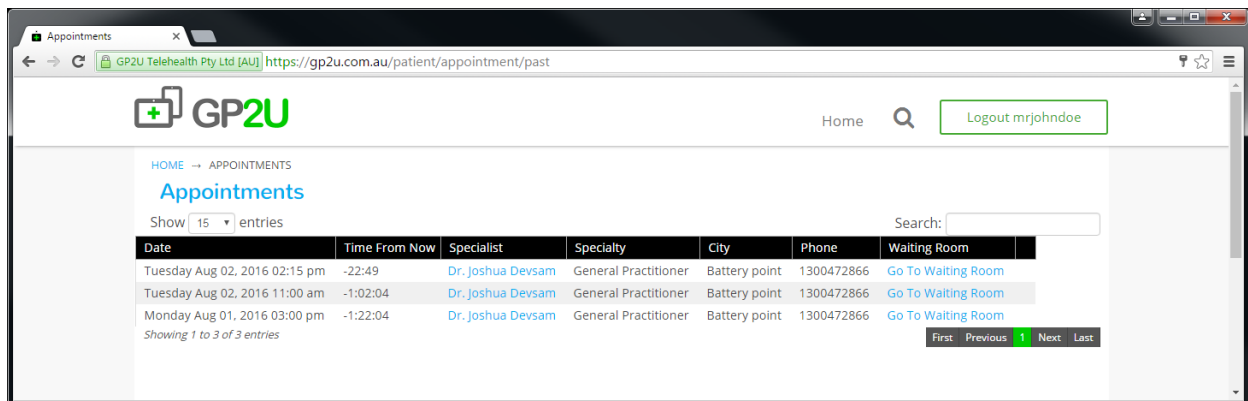 Appointments
GP2U Telehealth Pty Ltd [AU] https://gp2u.com.au/patient/appointment/past
GP2U
Home
Logout mrjohndoe
HOME → APPOINTMENTS
Appointments
Show 15 entries Search:
Date Time From Now Specialist Specialty City Phone Waiting Room
Tuesday Aug 02, 2016 02:15 pm -22:49 Dr. Joshua Devsam General Practitioner Battery point 1300472866 Go To Waiting Room
Tuesday Aug 02, 2016 11:00 am -1:02:04 Dr. Joshua Devsam General Practitioner Battery point 1300472866 Go To Waiting Room
Monday Aug 01, 2016 03:00 pm -1:22:04 Dr. Joshua Devsam General Practitioner Battery point 1300472866 Go To Waiting Room
Showing 1 to 3 of 3 entries
First Previous 1 Next Last